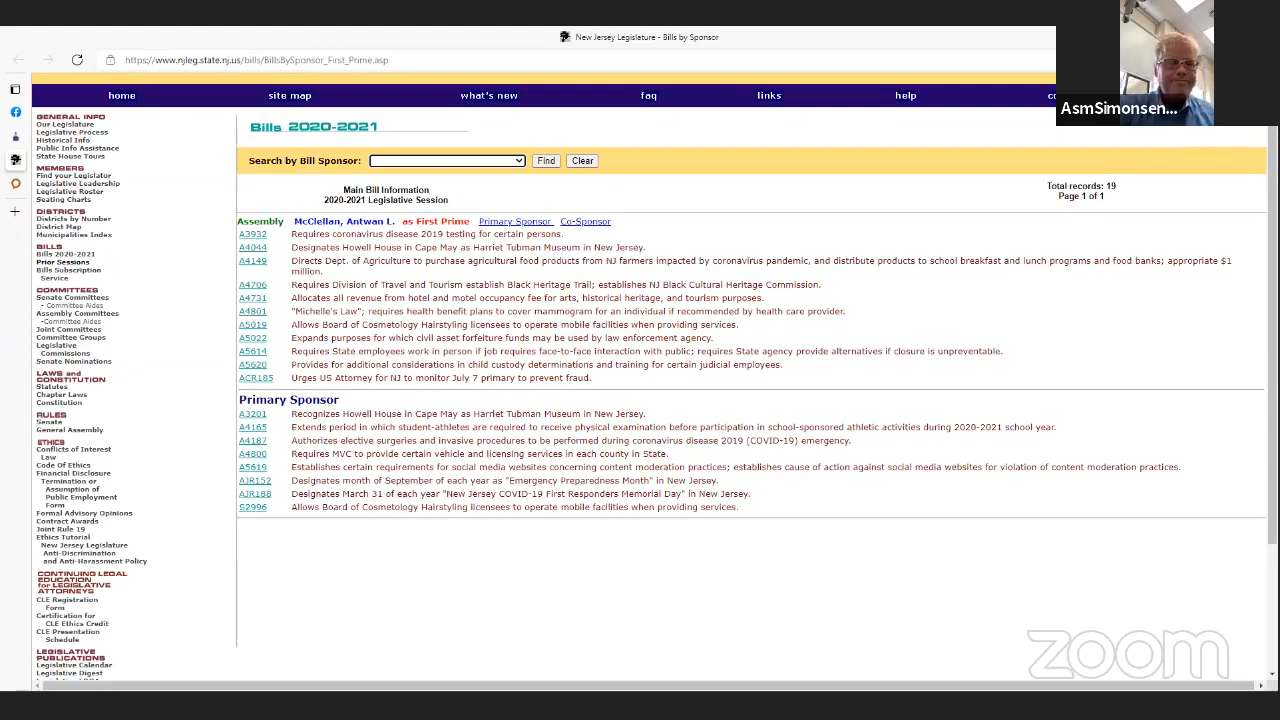 New Jersey Legislature - Bills by Sponsor
https://www.njleg.state.nj.us/bills/BillsBySponsor_First_Prime.asp
AsmSimonsen...
home site map what's new faq links help
GENERAL INFO
Our Legislature
Legislative Process
Historical Info
Public Info Assistance
State House Tours
MEMBERS
Find your Legislator
Legislative Leadership
Legislative Roster
Seating Charts
DISTRICTS
Districts by Number
District Map
Municipalities Index
BILLS
Bills 2020-2021
Prior Sessions
Bills Subscription
Service
COMMITTEES
Senate Committees
- Committee Aides
Assembly Committees
-Committee Aides
Joint Committees
Committee Groups
Legislative
Commissions
Senate Nominations
LAWS and
CONSTITUTION
Statutes
Chapter Laws
Constitution
RULES
Senate
General Assembly
ETHICS
Conflicts of Interest
Law
Code Of Ethics
Financial Disclosure
Termination or
Assumption of
Public Employment
Form
Formal Advisory Opinions
Contract Awards
Joint Rule 19
Ethics Tutorial
New Jersey Legislature
Anti-Discrimination
and Anti-Harassment Policy
CONTINUING LEGAL
EDUCATION
for LEGISLATIVE
ATTORNEYS
CLE Registration
Form
Certification for
CLE Ethics Credit
CLE Presentation
Schedule
LEGISLATIVE
PUBLICATIONS
Legislative Calendar
Legislative Digest
Bills 2020-2021
Search by Bill Sponsor: Find Clear
Main Bill Information
2020-2021 Legislative Session
Total records: 19
Page 1 of 1
Assembly McClellan, Antwan L. as First Prime Primary Sponsor Co-Sponsor
A3932 Requires coronavirus disease 2019 testing for certain persons.
A4044 Designates Howell House in Cape May as Harriet Tubman Museum in New Jersey.
A4149 Directs Dept. of Agriculture to purchase agricultural food products from NJ farmers impacted by coronavirus pandemic, and distribute products to school breakfast and lunch programs and food banks; appropriate $1
million.
A4706 Requires Division of Travel and Tourism establish Black Heritage Trail; establishes NJ Black Cultural Heritage Commission.
A4731 Allocates all revenue from hotel and motel occupancy fee for arts, historical heritage, and tourism purposes.
A4801 "Michelle's Law"; requires health benefit plans to cover mammogram for an individual if recommended by health care provider.
A5019 Allows Board of Cosmetology Hairstyling licensees to operate mobile facilities when providing services.
A5022 Expands purposes for which civil asset forfeiture funds may be used by law enforcement agency.
A5614 Requires State employees work in person if job requires face-to-face interaction with public; requires State agency provide alternatives if closure is unpreventable.
A5620 Provides for additional considerations in child custody determinations and training for certain judicial employees.
ACR185 Urges US Attorney for NJ to monitor July 7 primary to prevent fraud.
Primary Sponsor
A3201 Recognizes Howell House in Cape May as Harriet Tubman Museum in New Jersey.
A4165 Extends period in which student-athletes are required to receive physical examination before participation in school-sponsored athletic activities during 2020-2021 school year.
A4187 Authorizes elective surgeries and invasive procedures to be performed during coronavirus disease 2019 (COVID-19) emergency.
A4800 Requires MVC to provide certain vehicle and licensing services in each county in State.
A5619 Establishes certain requirements for social media websites concerning content moderation practices; establishes cause of action against social media websites for violation of content moderation practices.
AJR152 Designates month of September of each year as "Emergency Preparedness Month" in New Jersey.
AJR188 Designates March 31 of each year "New Jersey COVID-19 First Responders Memorial Day" in New Jersey.
S2996 Allows Board of Cosmetology Hairstyling licensees to operate mobile facilities when providing services.
zoom